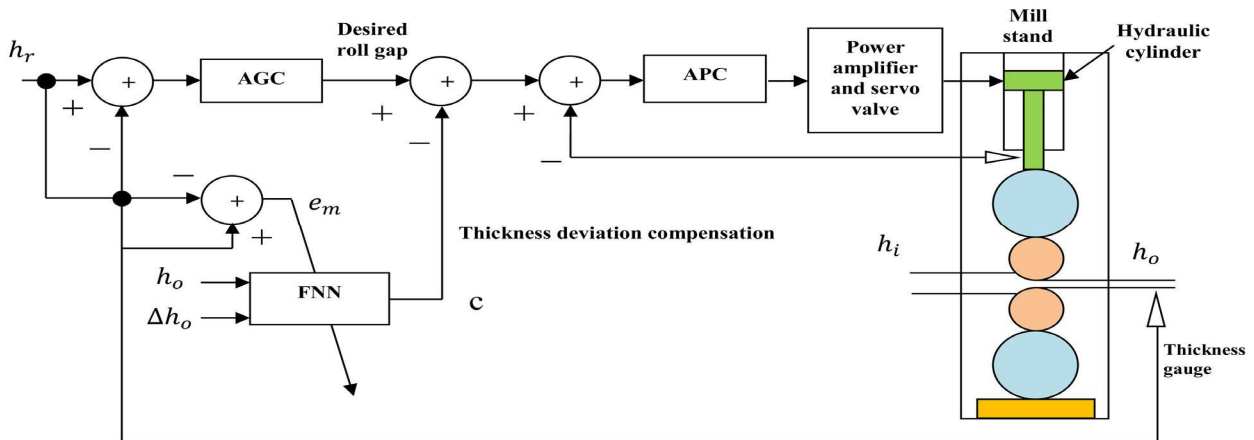 h_r
+
−
+
AGC
Desired
roll gap
+
−
+
+
−
+
APC
Power
amplifier
and servo
valve
Mill
stand
Hydraulic
cylinder
−
+
+
e_m
Thickness deviation compensation
h_o
Δh_o
FNN
c
h_i
h_o
Thickness
gauge